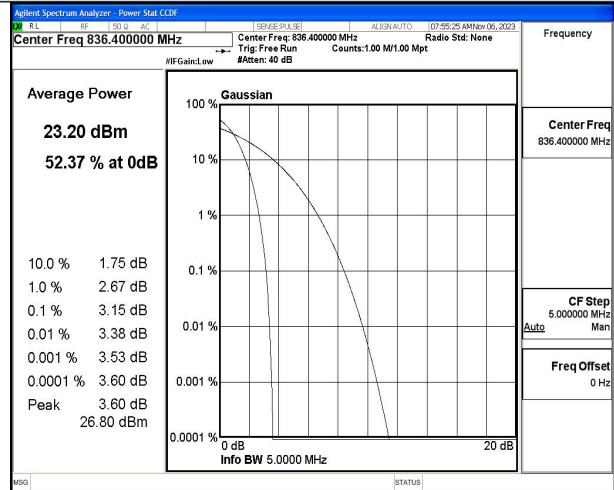 Agilent Spectrum Analyzer - Power Stat CCDF
LXI RL RF 50 Ω AC SENSE:PULSE ALIGN AUTO 07:55:25 AM Nov 06, 2023
Center Freq 836.400000 MHz
Center Freq: 836.400000 MHz Radio Std: None
Trig: Free Run Counts:1.00 M/1.00 Mpt
#IFGain:Low #Atten: 40 dB
Frequency
Average Power
23.20 dBm
52.37 % at 0dB
10.0 % 1.75 dB
1.0 % 2.67 dB
0.1 % 3.15 dB
0.01 % 3.38 dB
0.001 % 3.53 dB
0.0001 % 3.60 dB
Peak 3.60 dB
26.80 dBm
Gaussian
100 %
10 %
1 %
0.1 %
0.01 %
0.001 %
0.0001 %
0 dB 20 dB
Info BW 5.0000 MHz
Center Freq
836.400000 MHz
CF Step
5.000000 MHz
Auto Man
Freq Offset
0 Hz
MSG STATUS